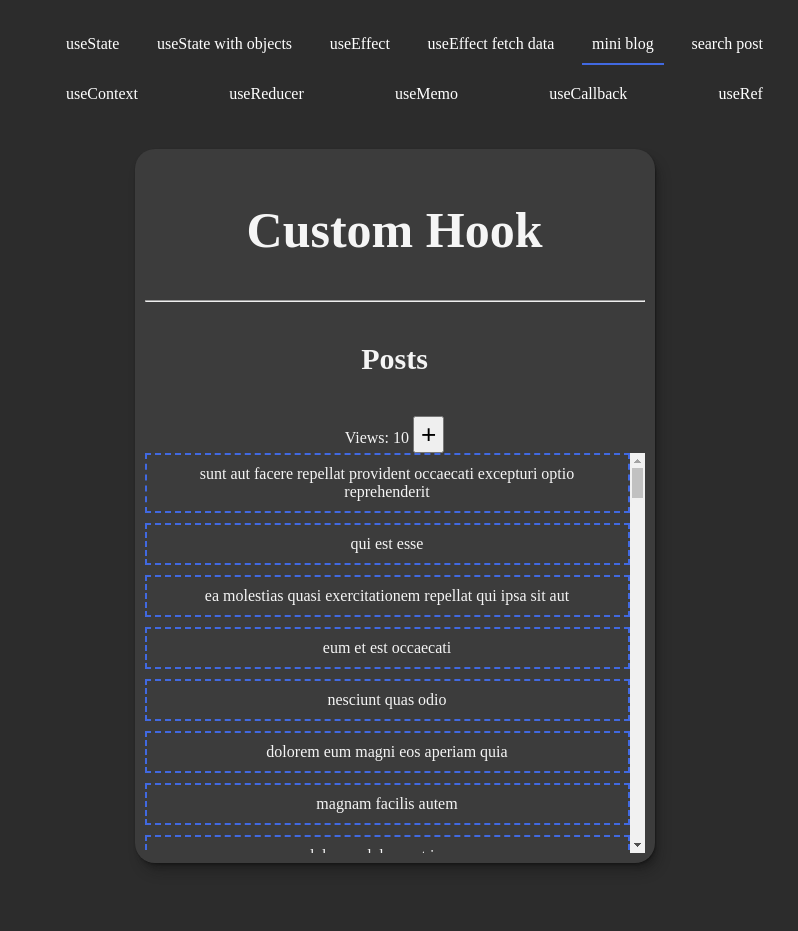 useState useState with objects useEffect useEffect fetch data mini blog search post
useContext useReducer useMemo useCallback useRef
Custom Hook
Posts
Views: 10 +
sunt aut facere repellat provident occaecati excepturi optio
reprehenderit
qui est esse
ea molestias quasi exercitationem repellat qui ipsa sit aut
eum et est occaecati
nesciunt quas odio
dolorem eum magni eos aperiam quia
magnam facilis autem